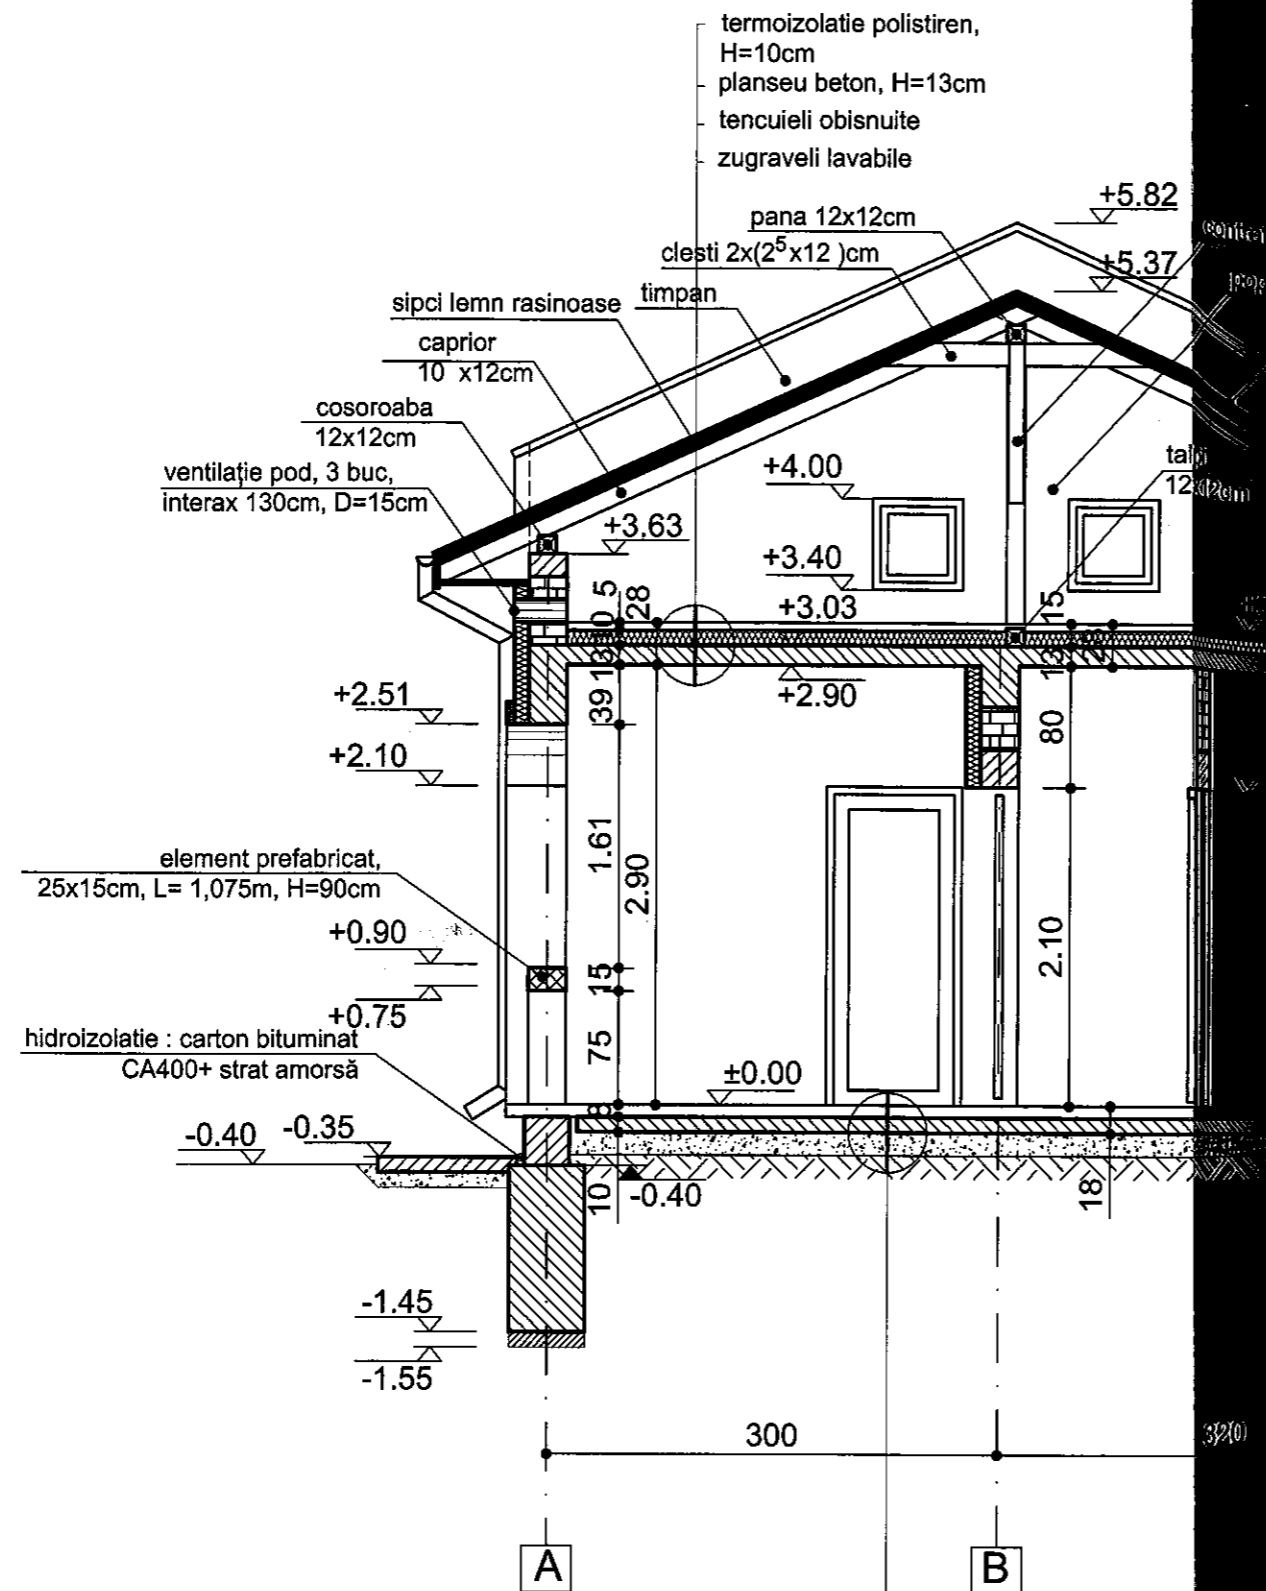 termoizolatie polistiren,
H=10cm
planseu beton, H=13cm
tencuieli obisnuite
zugraveli lavabile
+5.82
pana 12x12cm
clesti 2x(2⁵x12 )cm
+5.37
sipci lemn rasinoase
timpan
caprior
10 x12cm
cosoroaba
12x12cm
ventilaţie pod, 3 buc,
interax 130cm, D=15cm
+4.00
+3.63
+3.40
+3.03
5
10
13
28
15
13
39
+2.90
+2.51
+2.10
80
1.61
2.90
2.10
element prefabricat,
25x15cm, L= 1,075m, H=90cm
+0.90
+0.75
15
75
±0.00
hidroizolatie : carton bituminat
CA400+ strat amorsă
8
-0.35
-0.40
-0.40
10
18
-1.45
-1.55
300
320
A
B